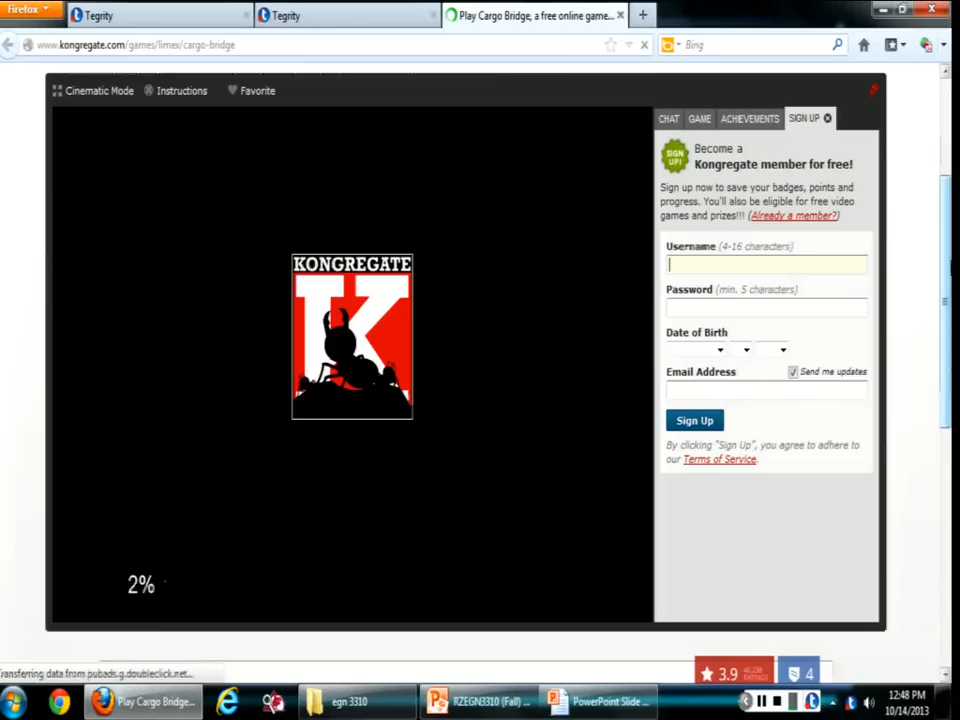 Firefox
Tegrity
Tegrity
Play Cargo Bridge, a free online game...
www.kongregate.com/games/limex/cargo-bridge
Bing
Cinematic Mode
Instructions
Favorite
CHAT
GAME
ACHIEVEMENTS
SIGN UP
SIGN UP!
Become a
Kongregate member for free!
Sign up now to save your badges, points and
progress. You'll also be eligible for free video
games and prizes!!! (Already a member?)
Username (4-16 characters)
Password (min. 5 characters)
Date of Birth
Email Address
Send me updates
Sign Up
By clicking "Sign Up", you agree to adhere to
our Terms of Service.
KONGREGATE
K
2%
3.9
RATINGS
4
Transferring data from pubads.g.doubleclick.net...
Play Cargo Bridge...
egn 3310
RZEGN3310 (Fall) ...
PowerPoint Slide ...
12:48 PM
10/14/2013